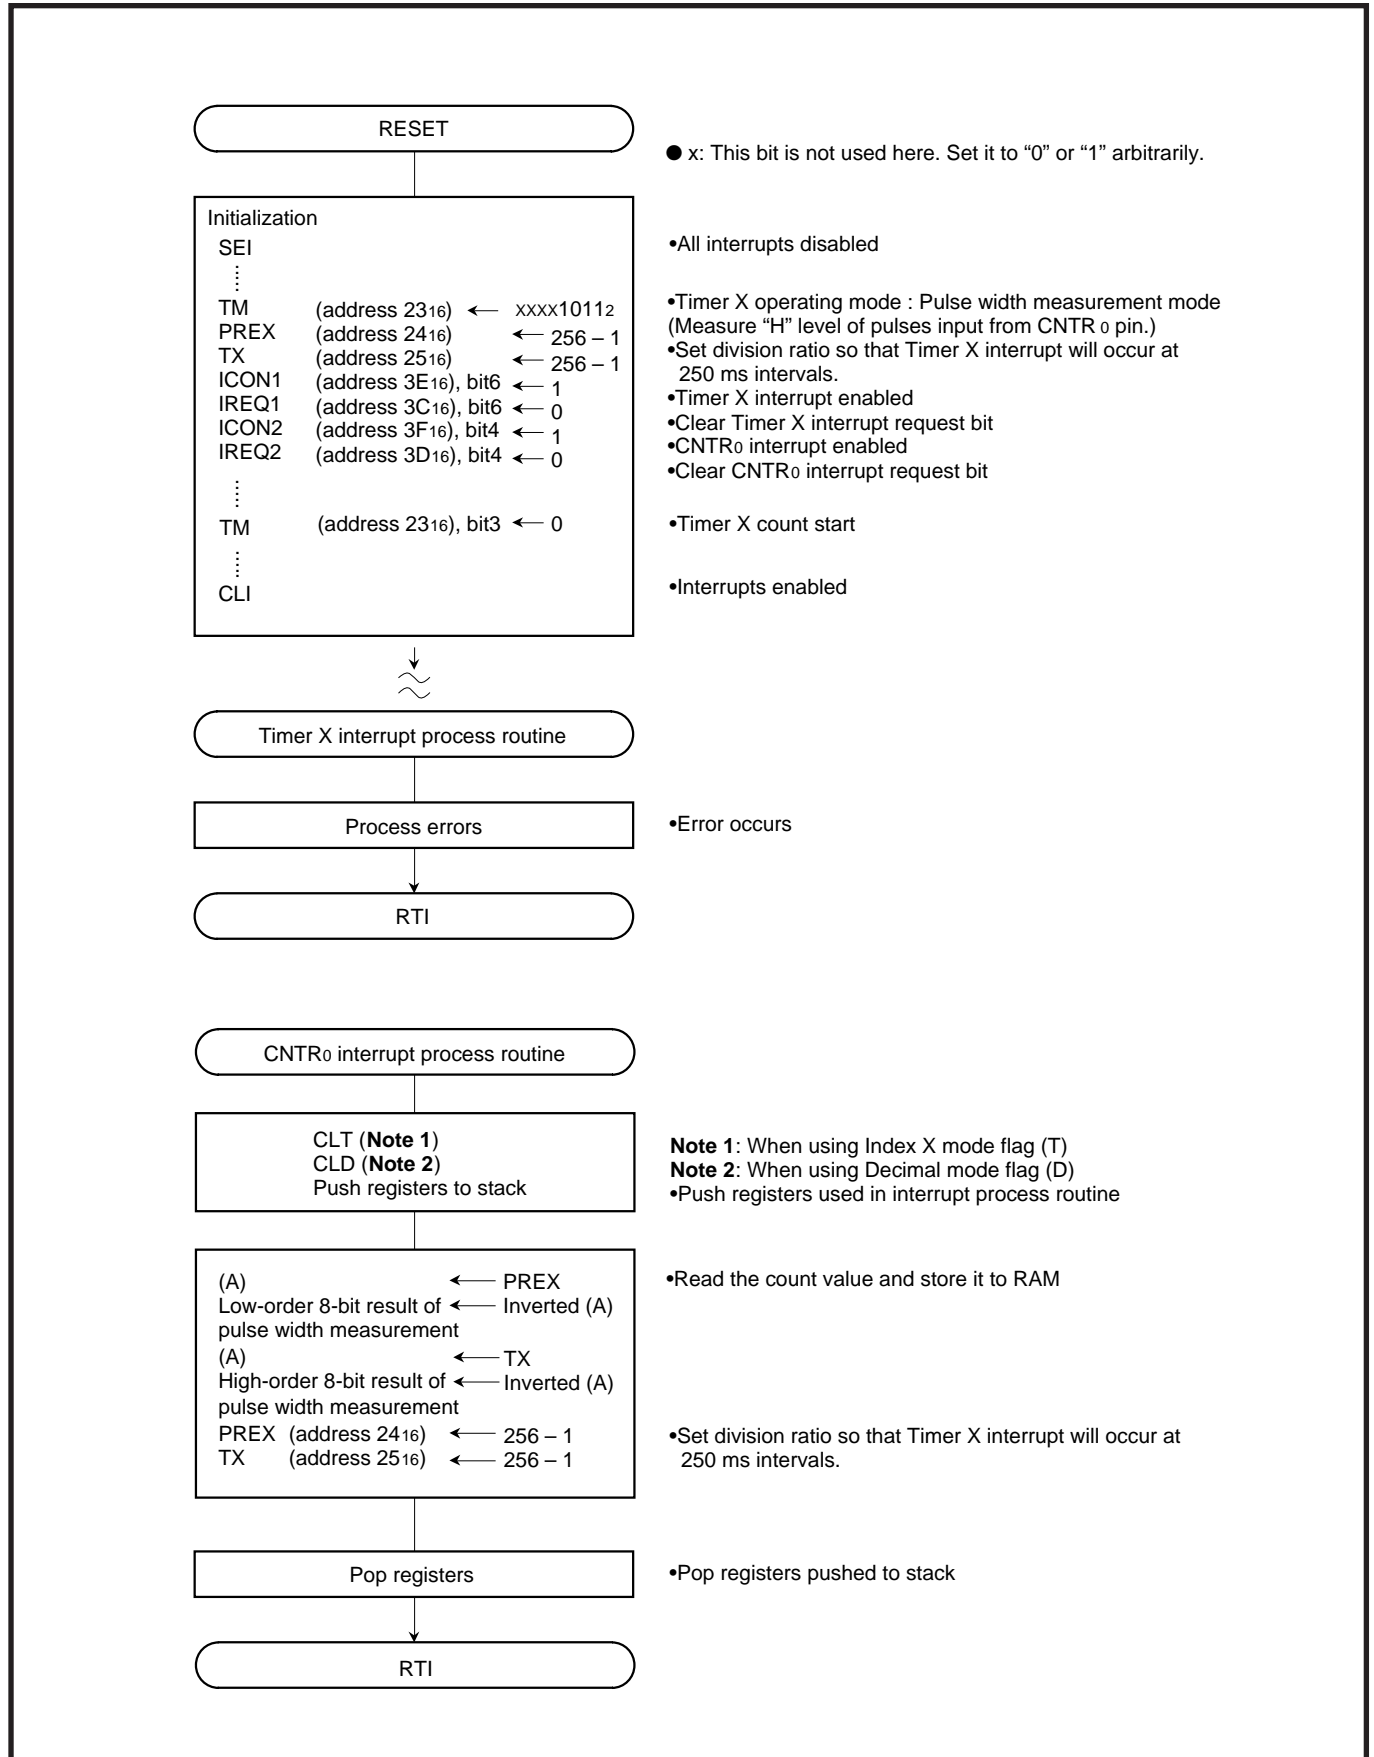 RESET
● x: This bit is not used here. Set it to “0” or “1” arbitrarily.
Initialization
SEI
•All interrupts disabled
TM (address 2316) ← XXXX10112
•Timer X operating mode : Pulse width measurement mode
(Measure “H” level of pulses input from CNTR 0 pin.)
PREX (address 2416) ← 256 – 1
•Set division ratio so that Timer X interrupt will occur at
250 ms intervals.
TX (address 2516) ← 256 – 1
ICON1 (address 3E16), bit6 ← 1
•Timer X interrupt enabled
IREQ1 (address 3C16), bit6 ← 0
•Clear Timer X interrupt request bit
ICON2 (address 3F16), bit4 ← 1
•CNTR0 interrupt enabled
IREQ2 (address 3D16), bit4 ← 0
•Clear CNTR0 interrupt request bit
TM (address 2316), bit3 ← 0
•Timer X count start
CLI
•Interrupts enabled
Timer X interrupt process routine
Process errors
•Error occurs
RTI
CNTR0 interrupt process routine
CLT (Note 1)
CLD (Note 2)
Push registers to stack
Note 1: When using Index X mode flag (T)
Note 2: When using Decimal mode flag (D)
•Push registers used in interrupt process routine
(A) ← PREX
•Read the count value and store it to RAM
Low-order 8-bit result of ← Inverted (A)
pulse width measurement
(A) ← TX
High-order 8-bit result of ← Inverted (A)
pulse width measurement
PREX (address 2416) ← 256 – 1
TX (address 2516) ← 256 – 1
•Set division ratio so that Timer X interrupt will occur at
250 ms intervals.
Pop registers
•Pop registers pushed to stack
RTI